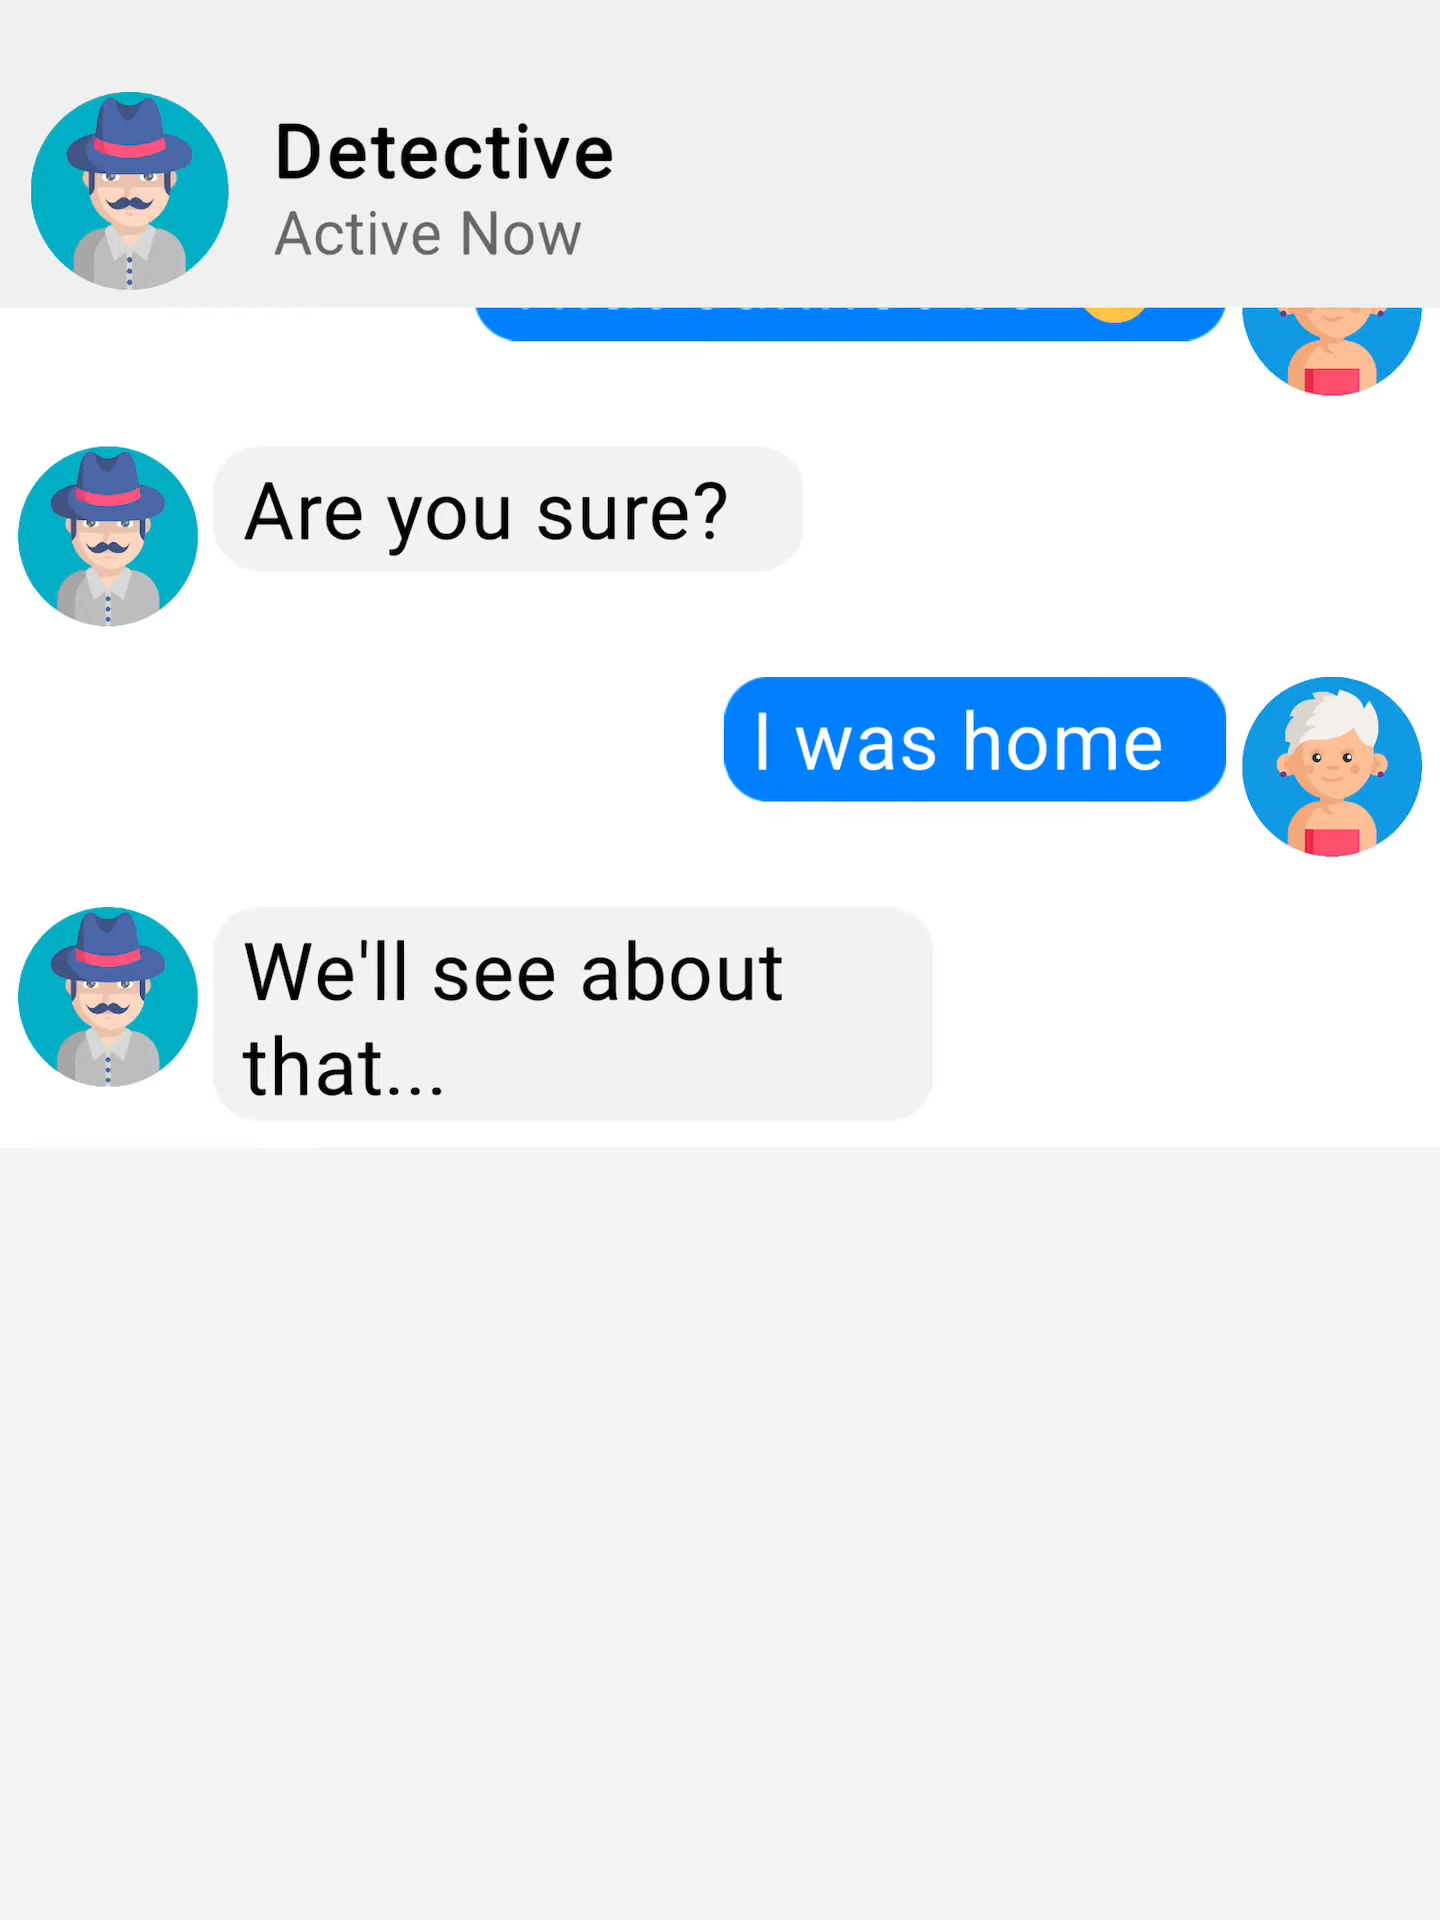 Detective
Active Now
Are you sure?
I was home
We'll see about
that...